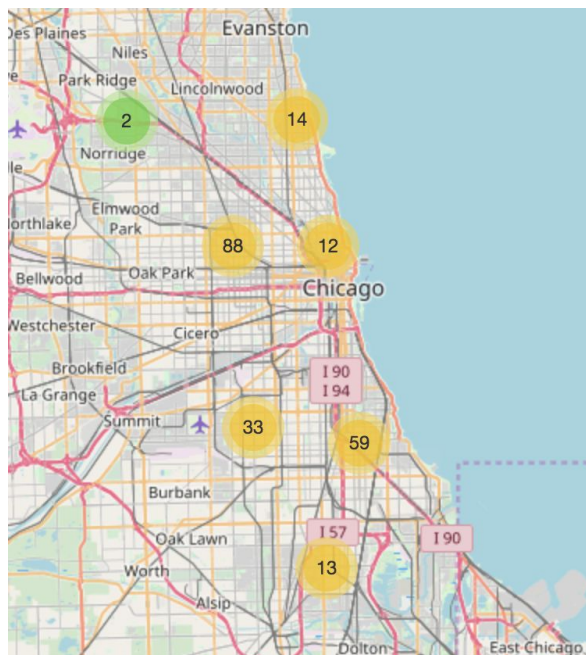 Evanston
Des Plaines
Niles
Park Ridge
Lincolnwood
2
14
Norridge
Elmwood
Park
88
12
Oak Park
Bellwood
Chicago
Westchester
Cicero
Brookfield
I 90
I 94
La Grange
Summit
33
59
Burbank
I 57
Oak Lawn
I 90
Worth
13
Alsip
Dolton
East Chicago